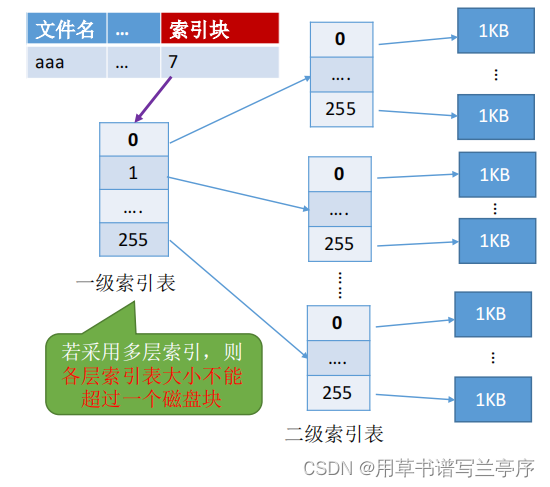 文件名 … 索引块
aaa … 7
0
1
….
255
一级索引表
若采用多层索引，则
各层索引表大小不能
超过一个磁盘块
0
….
255
0
….
255
……
0
….
255
二级索引表
1KB
…
1KB
1KB
…
1KB
1KB
…
1KB
CSDN @用草书谱写兰亭序